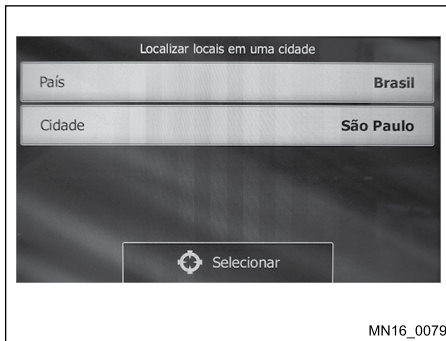 Localizar locais em uma cidade
País Brasil
Cidade São Paulo
Selecionar
MN16_0079